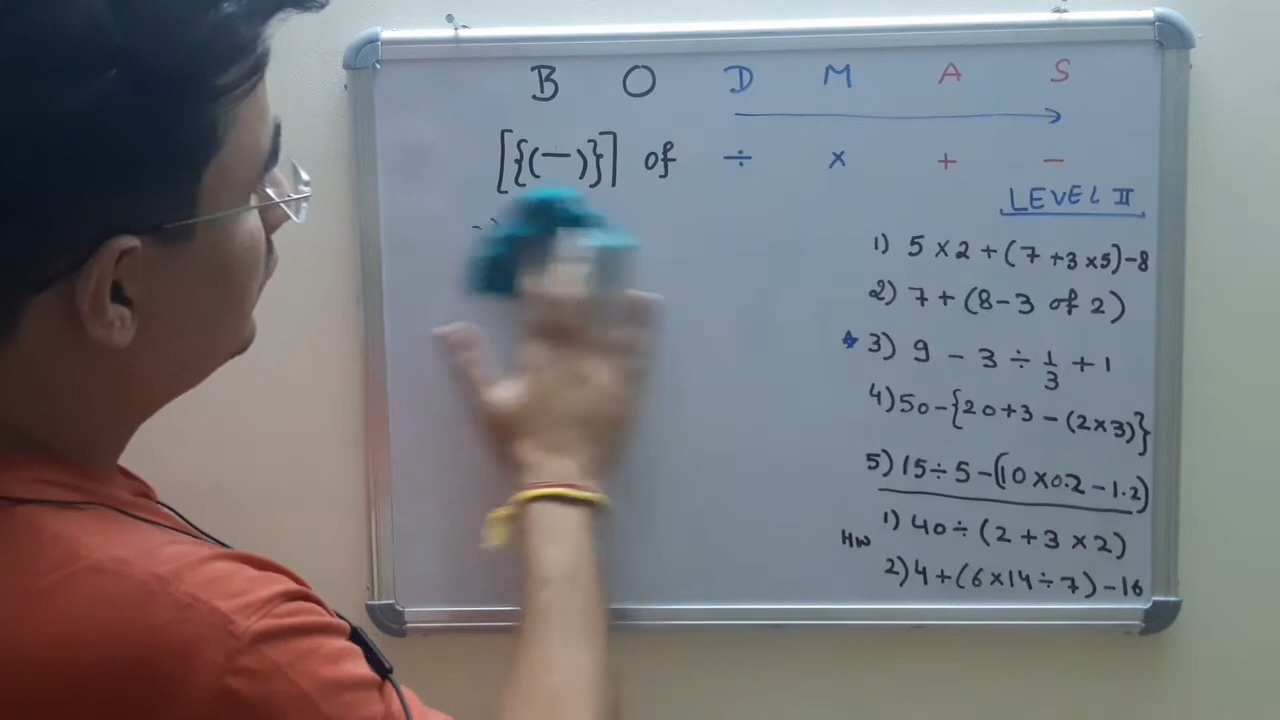 B O D M A S
[{(—)}] of ÷ × + −
LEVEL II
1) 5 × 2 + (7 + 3 × 5) - 8
2) 7 + (8 - 3 of 2)
★ 3) 9 - 3 ÷ 1/3 + 1
4) 50 - {20 + 3 - (2 × 3)}
5) 15 ÷ 5 - (10 × 0.2 - 1.2)
HW 1) 40 ÷ (2 + 3 × 2)
2) 4 + (6 × 14 ÷ 7) - 16